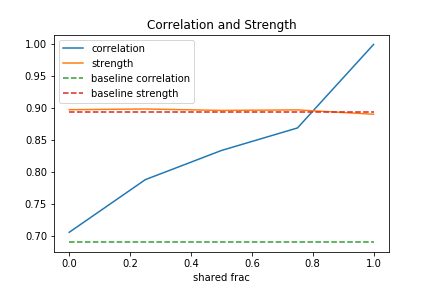 Correlation and Strength
correlation
strength
baseline correlation
baseline strength
1.00
0.95
0.90
0.85
0.80
0.75
0.70
0.0 0.2 0.4 0.6 0.8 1.0
shared frac